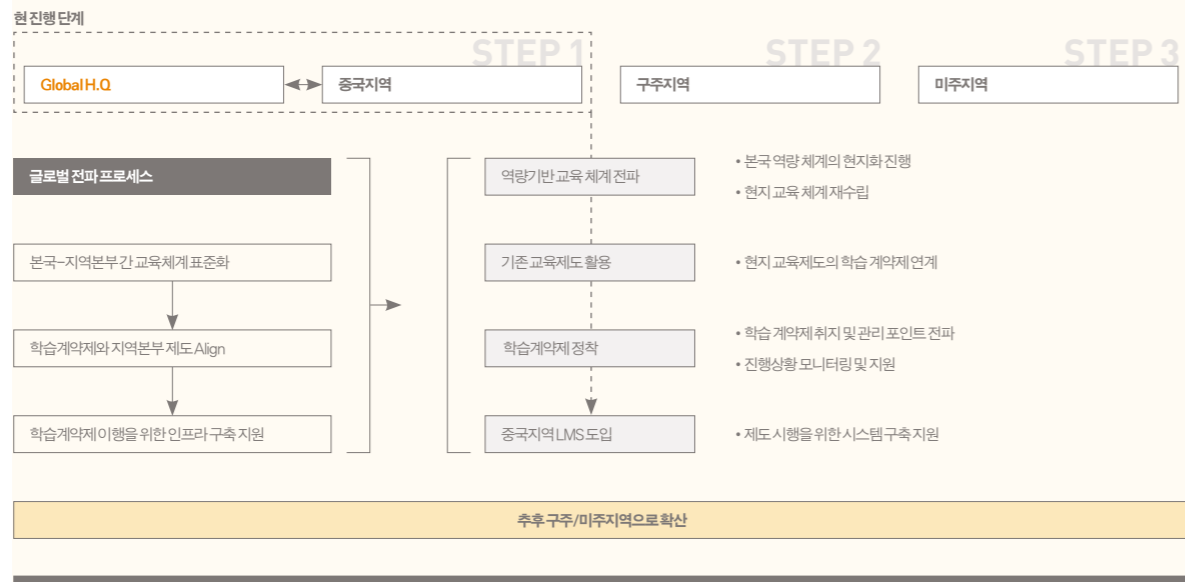 현 진행 단계
STEP 1
STEP 2
STEP 3
Global H.Q
중국지역
구주지역
미주지역
글로벌 전파 프로세스
역량기반 교육 체계 전파
• 본국 역량 체계의 현지화 진행
• 현지 교육 체계 재수립
본국-지역본부 간 교육체계 표준화
기존 교육제도 활용
• 현지 교육제도의 학습 계약제 연계
학습계약제와 지역본부 제도 Align
학습계약제 정착
• 학습 계약제 취지 및 관리 포인트 전파
• 진행상황 모니터링 및 지원
학습계약제 이행을 위한 인프라 구축 지원
중국지역 LMS 도입
• 제도 시행을 위한 시스템 구축 지원
추후 구주/미주지역으로 확산